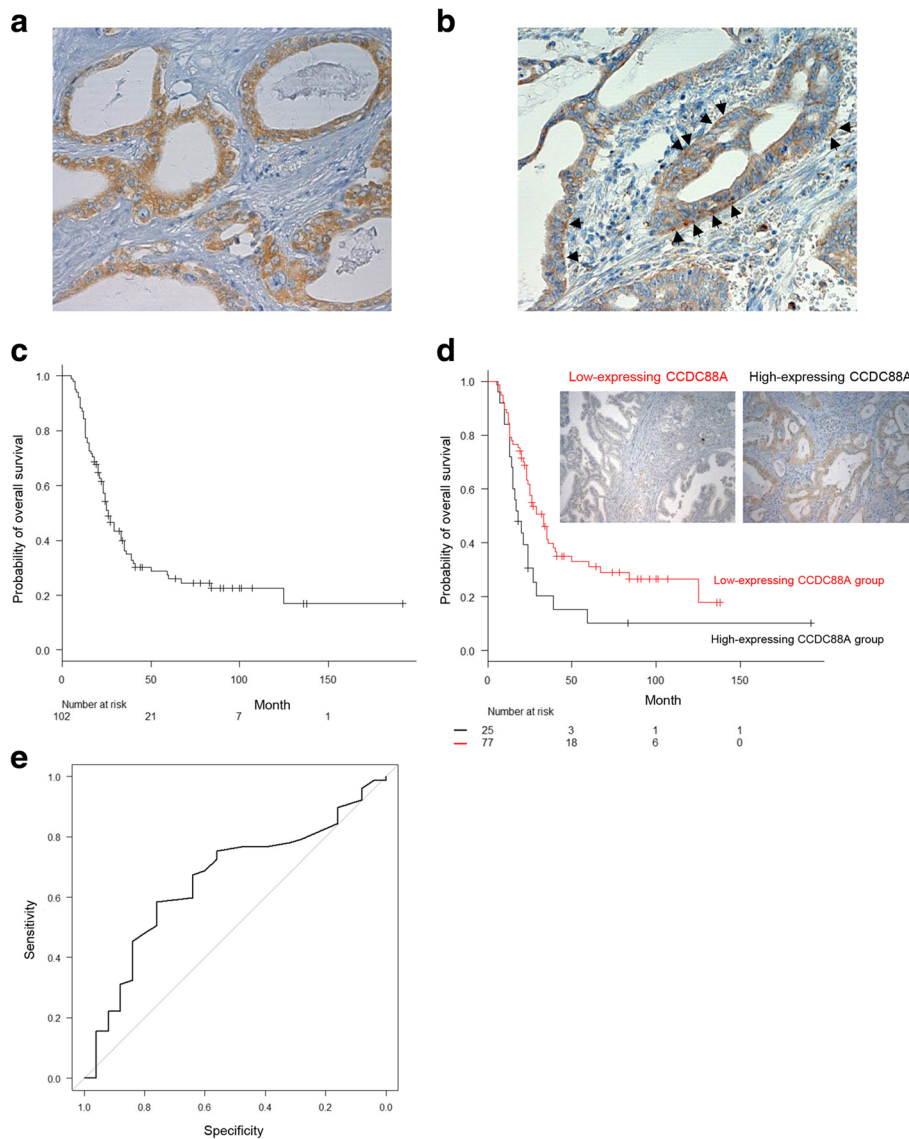 a
b
c
1.0
0.8
0.6
0.4
0.2
0.0
Probability of overall survival
0
50
100
150
Month
Number at risk
102 21 7 1
d
Low-expressing CCDC88A
High-expressing CCDC88A
1.0
0.8
0.6
0.4
0.2
0.0
Probability of overall survival
Low-expressing CCDC88A group
High-expressing CCDC88A group
0
50
100
150
Month
Number at risk
25 3 1 1
77 18 6 0
e
1.0
0.8
0.6
0.4
0.2
0.0
Sensitivity
1.0
0.8
0.6
0.4
0.2
0.0
Specificity